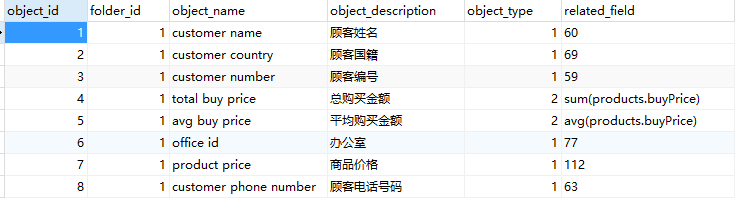 object_id folder_id object_name object_description object_type related_field
1 1 customer name 顾客姓名 1 60
2 1 customer country 顾客国籍 1 69
3 1 customer number 顾客编号 1 59
4 1 total buy price 总购买金额 2 sum(products.buyPrice)
5 1 avg buy price 平均购买金额 2 avg(products.buyPrice)
6 1 office id 办公室 1 77
7 1 product price 商品价格 1 112
8 1 customer phone number 顾客电话号码 1 63